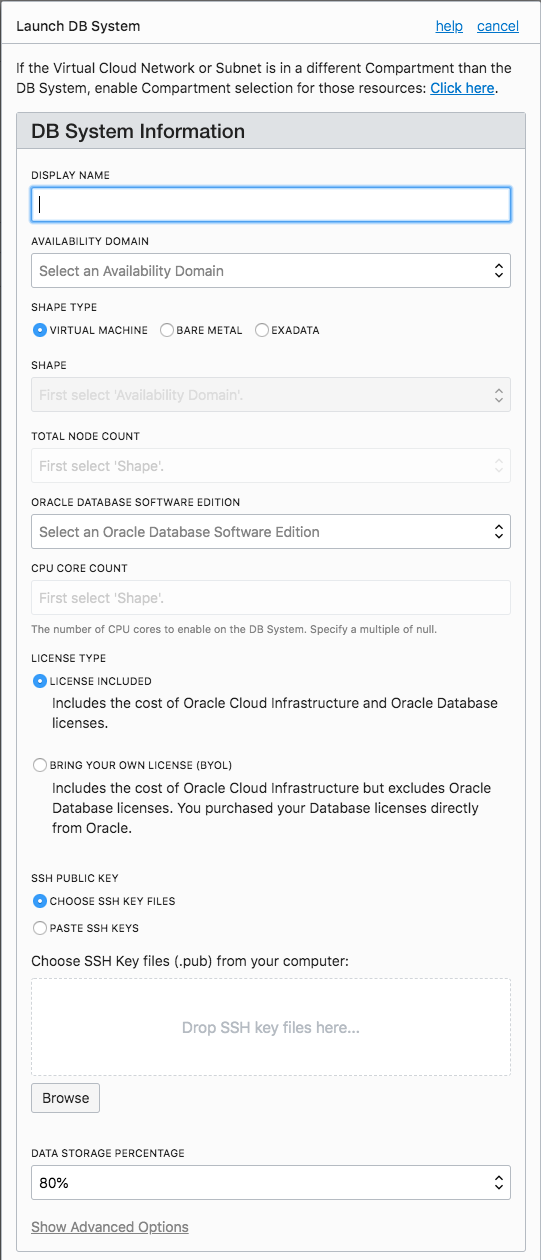 Launch DB System help cancel
If the Virtual Cloud Network or Subnet is in a different Compartment than the
DB System, enable Compartment selection for those resources: Click here.
DB System Information
DISPLAY NAME
AVAILABILITY DOMAIN
Select an Availability Domain
SHAPE TYPE
VIRTUAL MACHINE BARE METAL EXADATA
SHAPE
First select 'Availability Domain'.
TOTAL NODE COUNT
First select 'Shape'.
ORACLE DATABASE SOFTWARE EDITION
Select an Oracle Database Software Edition
CPU CORE COUNT
First select 'Shape'.
The number of CPU cores to enable on the DB System. Specify a multiple of null.
LICENSE TYPE
LICENSE INCLUDED
Includes the cost of Oracle Cloud Infrastructure and Oracle Database
licenses.
BRING YOUR OWN LICENSE (BYOL)
Includes the cost of Oracle Cloud Infrastructure but excludes Oracle
Database licenses. You purchased your Database licenses directly
from Oracle.
SSH PUBLIC KEY
CHOOSE SSH KEY FILES
PASTE SSH KEYS
Choose SSH Key files (.pub) from your computer:
Drop SSH key files here...
Browse
DATA STORAGE PERCENTAGE
80%
Show Advanced Options